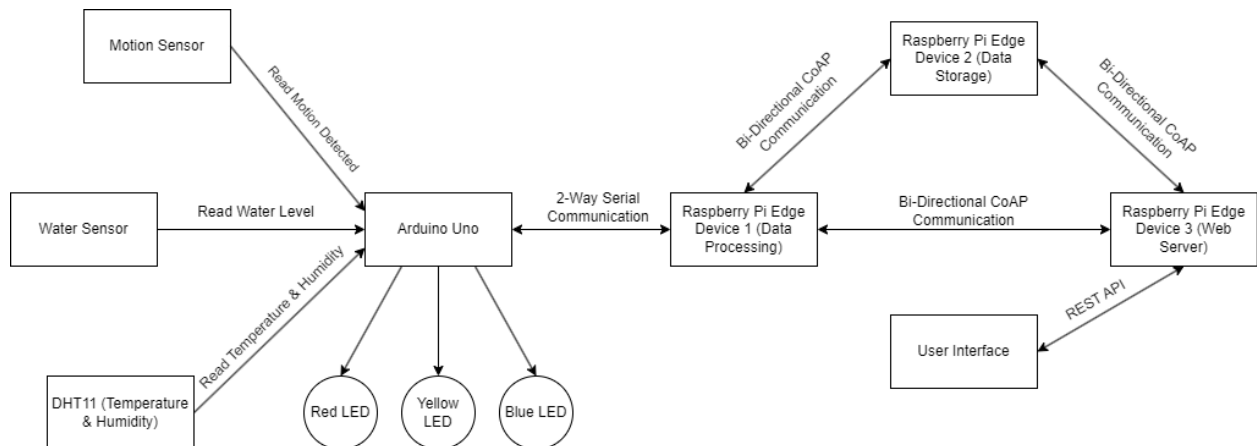 Motion Sensor
Read Motion Detected
Water Sensor
Read Water Level
DHT11 (Temperature
& Humidity)
Read Temperature & Humidity
Arduino Uno
Red LED
Yellow
LED
Blue LED
2-Way Serial
Communication
Raspberry Pi Edge
Device 1 (Data
Processing)
Bi-Directional CoAP
Communication
Raspberry Pi Edge
Device 2 (Data
Storage)
Bi-Directional CoAP
Communication
Bi-Directional CoAP
Communication
Raspberry Pi Edge
Device 3 (Web
Server)
REST API
User Interface